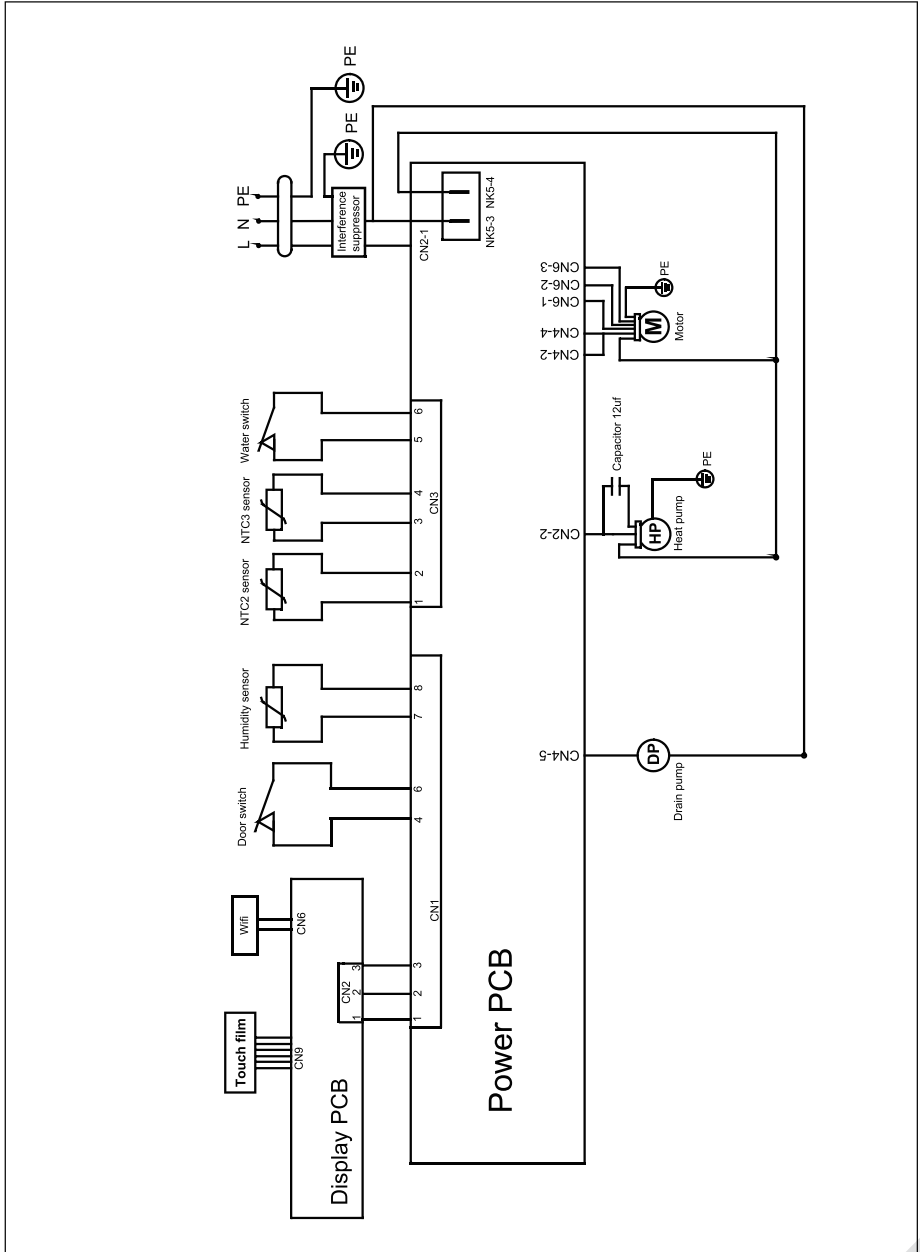 L
N
PE
PE
PE
Interference
suppressor
CN2-1
NK5-3
NK5-4
Water switch
NTC3 sensor
NTC2 sensor
Humidity sensor
Door switch
6
5
4
3
2
1
CN3
8
7
6
4
3
2
1
CN1
Wifi
CN6
Touch film
CN9
CN2
3
2
1
Display PCB
Power PCB
CN6-3
CN6-2
CN6-1
CN4-4
CN4-2
M
Motor
PE
CN2-2
Capacitor 12uf
HP
Heat pump
PE
CN4-5
DP
Drain pump